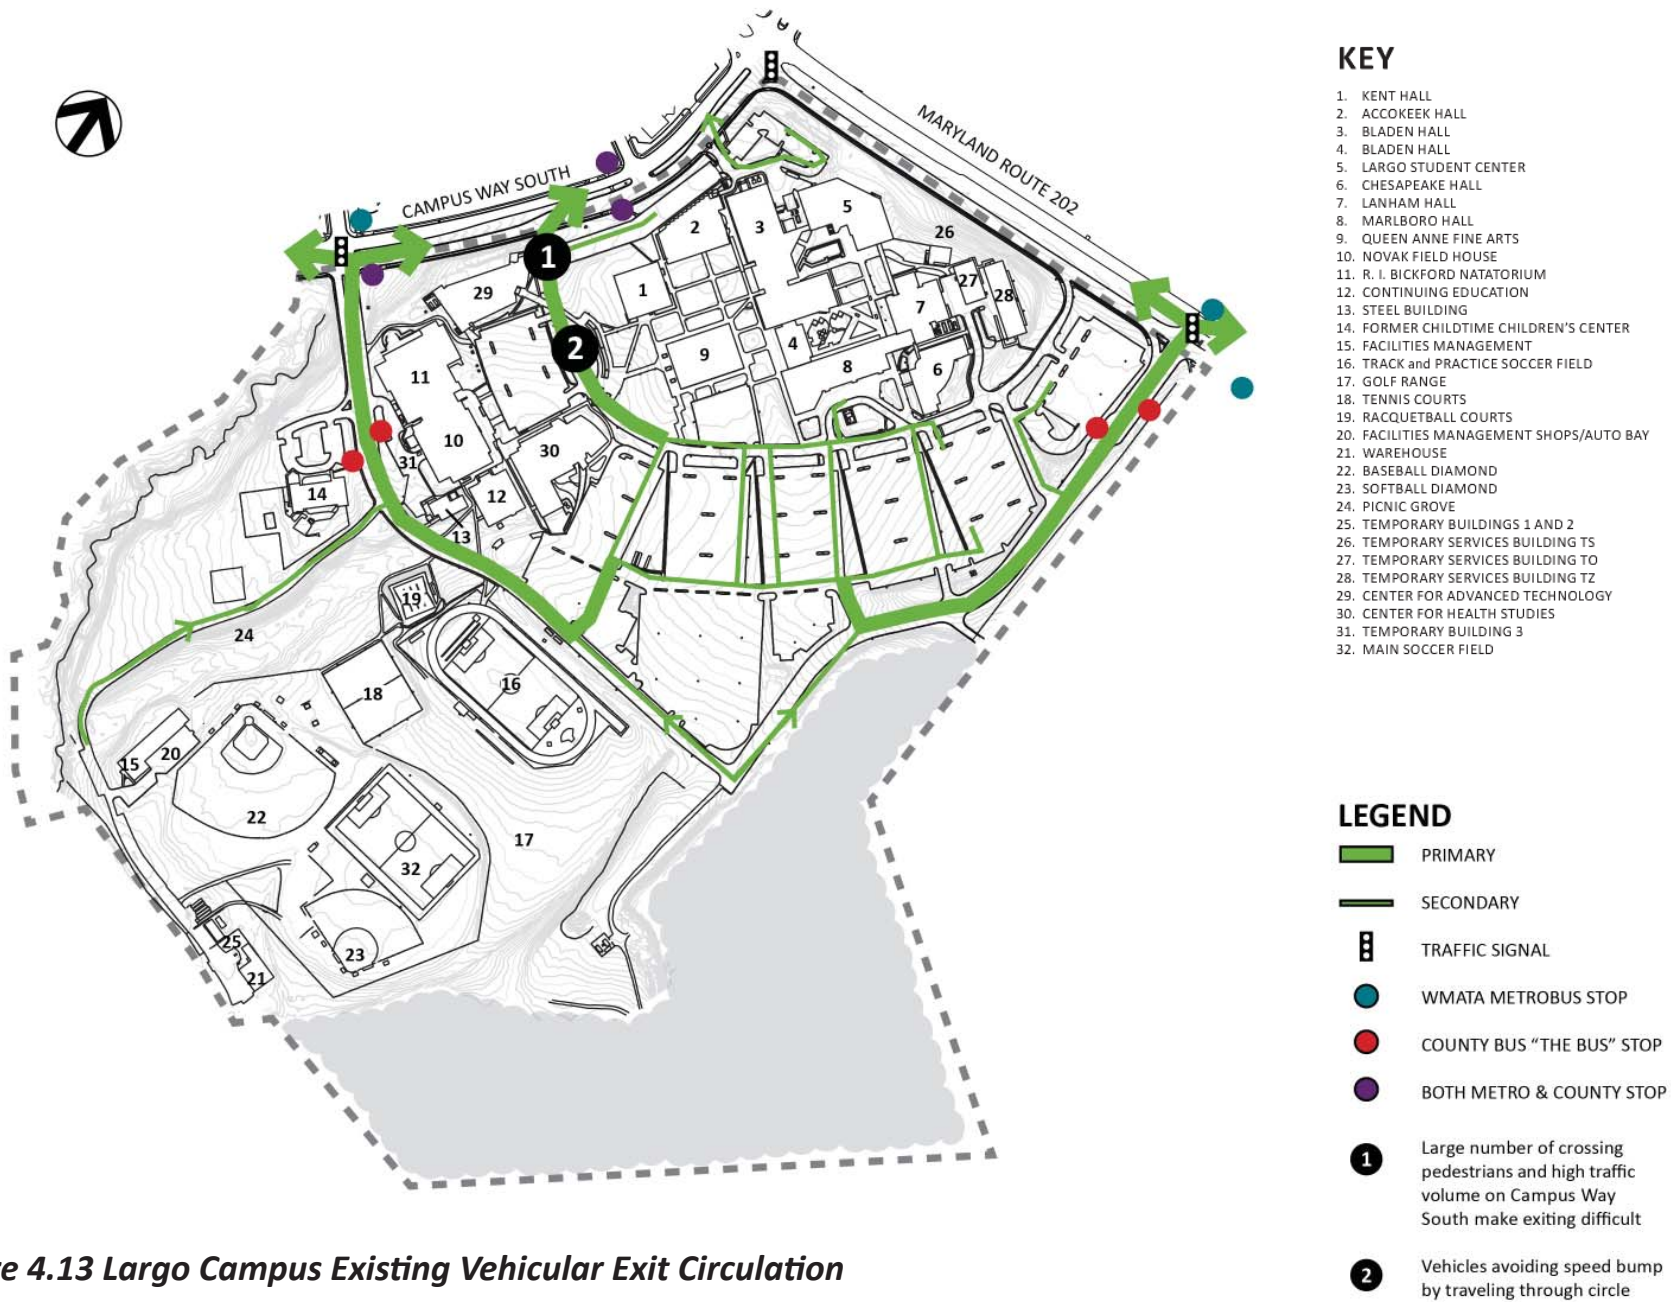 MARYLAND ROUTE 202
CAMPUS WAY SOUTH
1
2
1
2
3
4
5
6
7
8
9
10
11
12
13
14
15
16
17
18
19
20
21
22
23
24
25
26
27
28
29
30
31
32
KEY
1. KENT HALL
2. ACCOKEEK HALL
3. BLADEN HALL
4. BLADEN HALL
5. LARGO STUDENT CENTER
6. CHESAPEAKE HALL
7. LANHAM HALL
8. MARLBORO HALL
9. QUEEN ANNE FINE ARTS
10. NOVAK FIELD HOUSE
11. R. I. BICKFORD NATATORIUM
12. CONTINUING EDUCATION
13. STEEL BUILDING
14. FORMER CHILDTIME CHILDREN'S CENTER
15. FACILITIES MANAGEMENT
16. TRACK and PRACTICE SOCCER FIELD
17. GOLF RANGE
18. TENNIS COURTS
19. RACQUETBALL COURTS
20. FACILITIES MANAGEMENT SHOPS/AUTO BAY
21. WAREHOUSE
22. BASEBALL DIAMOND
23. SOFTBALL DIAMOND
24. PICNIC GROVE
25. TEMPORARY BUILDINGS 1 AND 2
26. TEMPORARY SERVICES BUILDING TS
27. TEMPORARY SERVICES BUILDING TO
28. TEMPORARY SERVICES BUILDING TZ
29. CENTER FOR ADVANCED TECHNOLOGY
30. CENTER FOR HEALTH STUDIES
31. TEMPORARY BUILDING 3
32. MAIN SOCCER FIELD
LEGEND
PRIMARY
SECONDARY
TRAFFIC SIGNAL
WMATA METROBUS STOP
COUNTY BUS "THE BUS" STOP
BOTH METRO & COUNTY STOP
1 Large number of crossing
pedestrians and high traffic
volume on Campus Way
South make exiting difficult
2 Vehicles avoiding speed bump
by traveling through circle
e 4.13 Largo Campus Existing Vehicular Exit Circulation